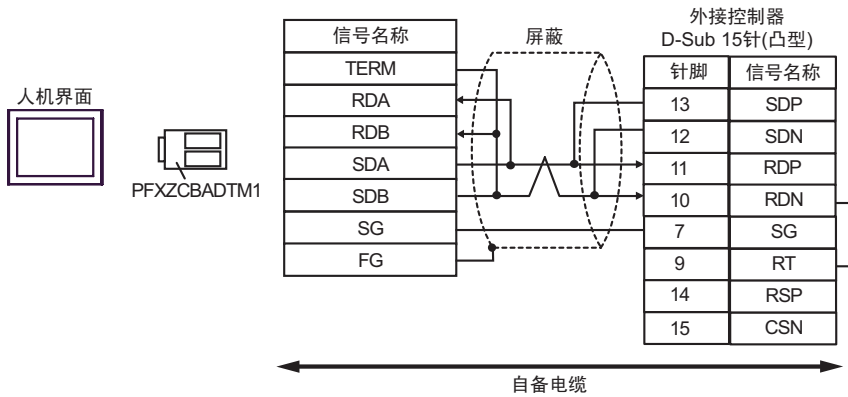 外接控制器
D-Sub 15针(凸型)
信号名称
屏蔽
针脚 信号名称
TERM
RDA
RDB
SDA
SDB
SG
FG
13 SDP
12 SDN
11 RDP
10 RDN
7 SG
9 RT
14 RSP
15 CSN
人机界面
PFXZCBADTM1
自备电缆